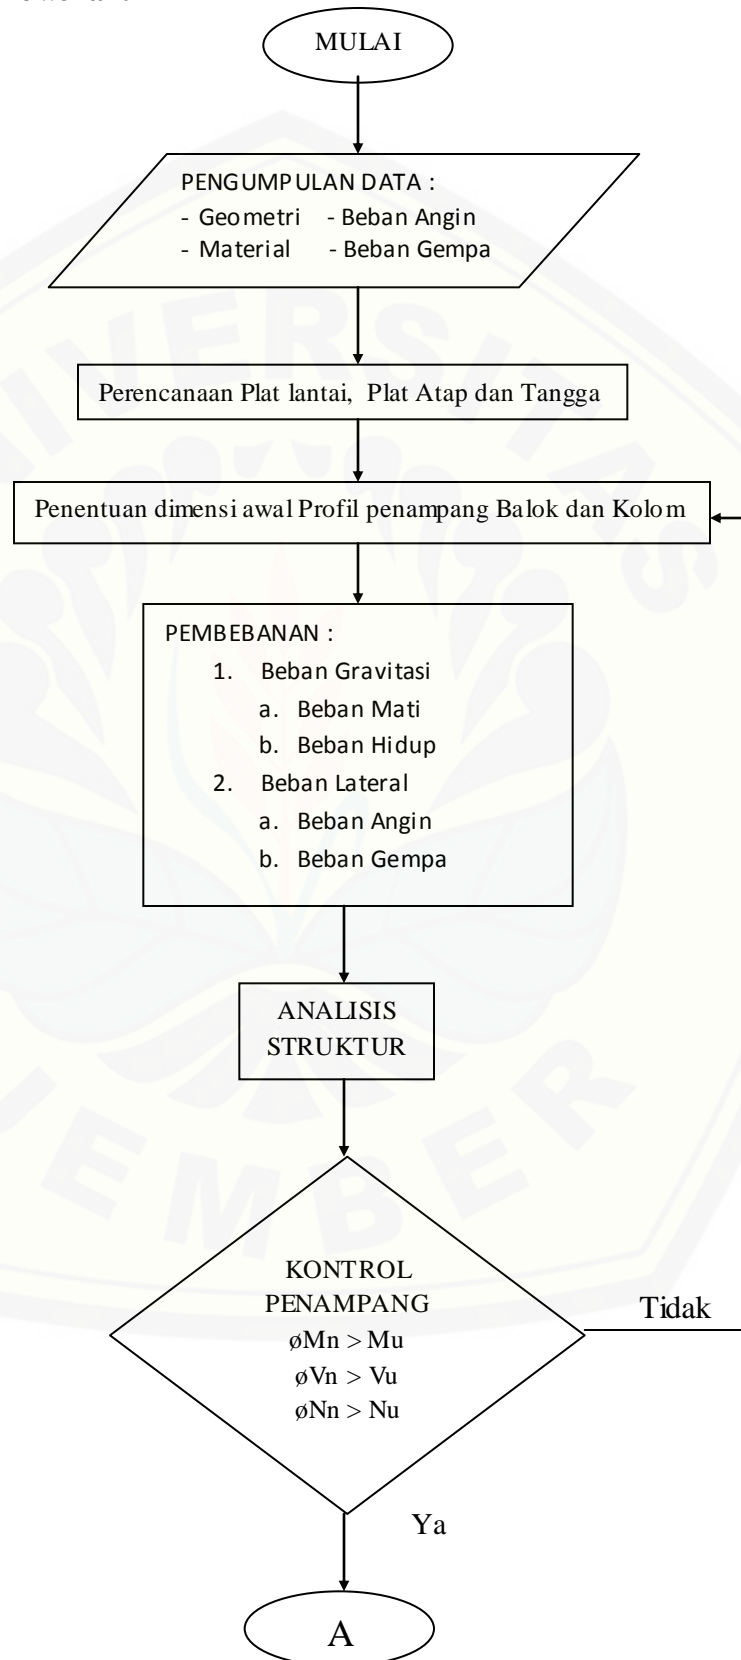 MULAI
PENGUMPULAN DATA :
- Geometri - Beban Angin
- Material - Beban Gempa
Perencanaan Plat lantai, Plat Atap dan Tangga
Penentuan dimensi awal Profil penampang Balok dan Kolom
PEMBEBANAN :
1. Beban Gravitasi
a. Beban Mati
b. Beban Hidup
2. Beban Lateral
a. Beban Angin
b. Beban Gempa
ANALISIS
STRUKTUR
KONTROL
PENAMPANG
øMn > Mu
øVn > Vu
øNn > Nu
Tidak
Ya
A
UNIVERSITAS
JEMBER